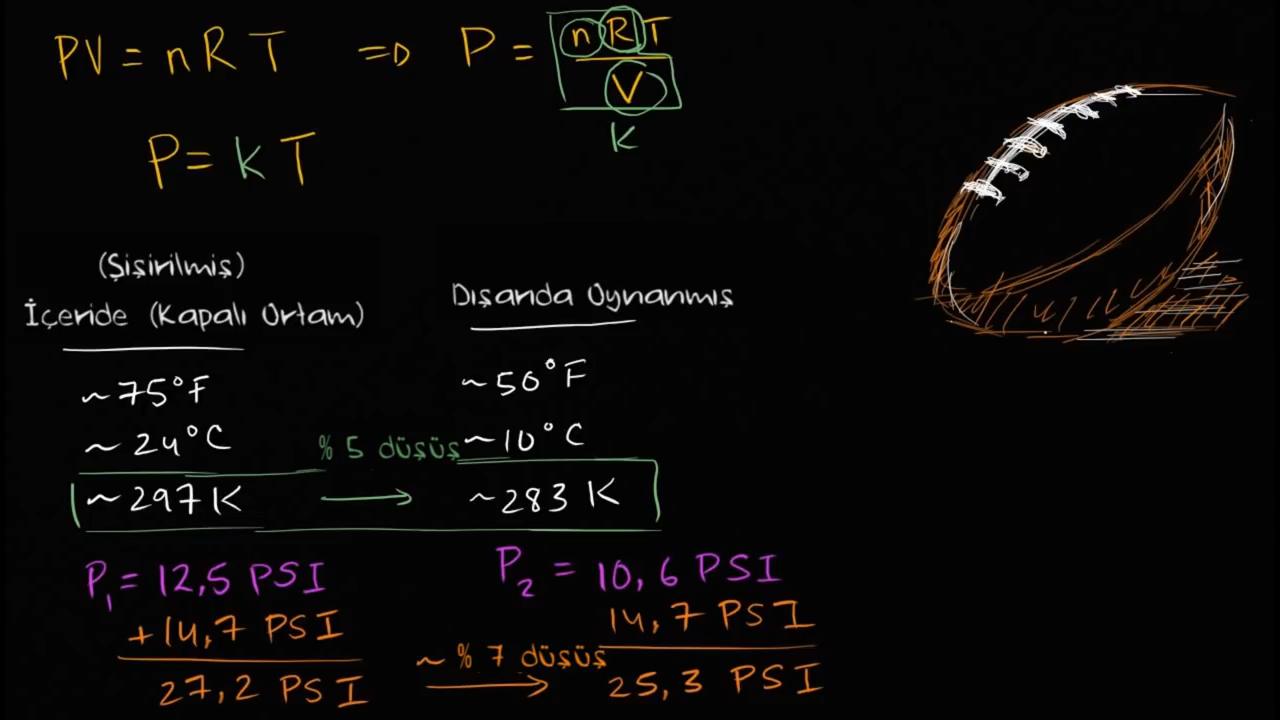 PV = nRT ⇒ P = nRT / V
K
P = kT
(Şişirilmiş)
İçeride (Kapalı Ortam)
Dışarıda Oynanmış
~75°F
~50°F
~24°C
% 5 düşüş
~10°C
~297K
~283 K
P₁ = 12,5 PSI
P₂ = 10,6 PSI
+14,7 PSI
14,7 PSI
~ % 7 düşüş
27,2 PSI
25,3 PSI